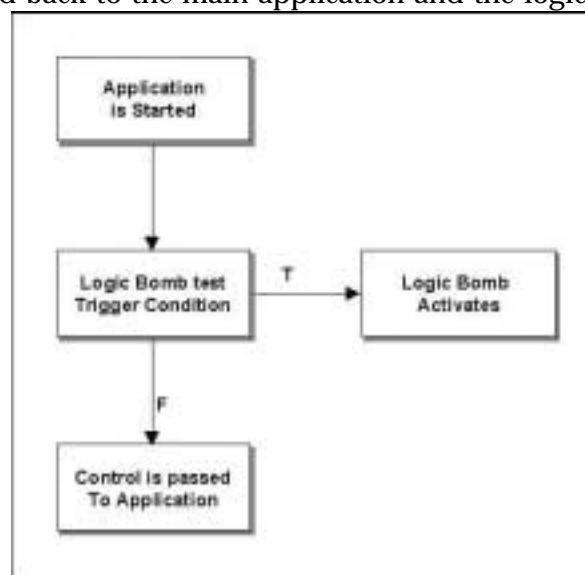 d back to the main application and the logic
Application
is Started
Logic Bomb test
Trigger Condition
T
Logic Bomb
Activates
F
Control is passed
To Application